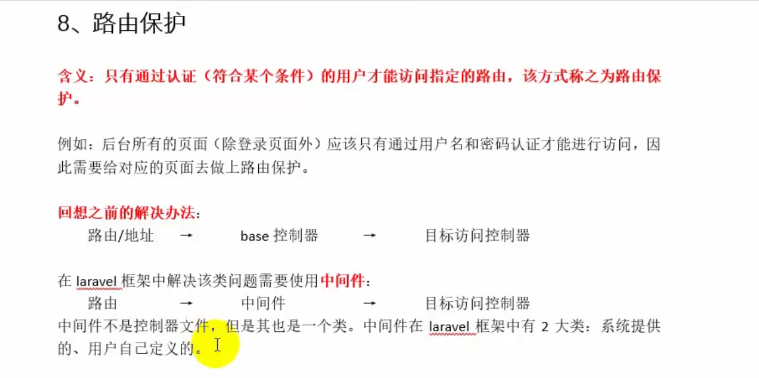 8、路由保护
含义：只有通过认证（符合某个条件）的用户才能访问指定的路由，该方式称之为路由保
护。
例如：后台所有的页面（除登录页面外）应该只有通过用户名和密码认证才能进行访问，因
此需要给对应的页面去做上路由保护。
回想之前的解决办法：
路由/地址 → base 控制器 → 目标访问控制器
在 laravel 框架中解决该类问题需要使用中间件：
路由 → 中间件 → 目标访问控制器
中间件不是控制器文件，但是其也是一个类。中间件在 laravel 框架中有 2 大类：系统提供
的、用户自己定义的。